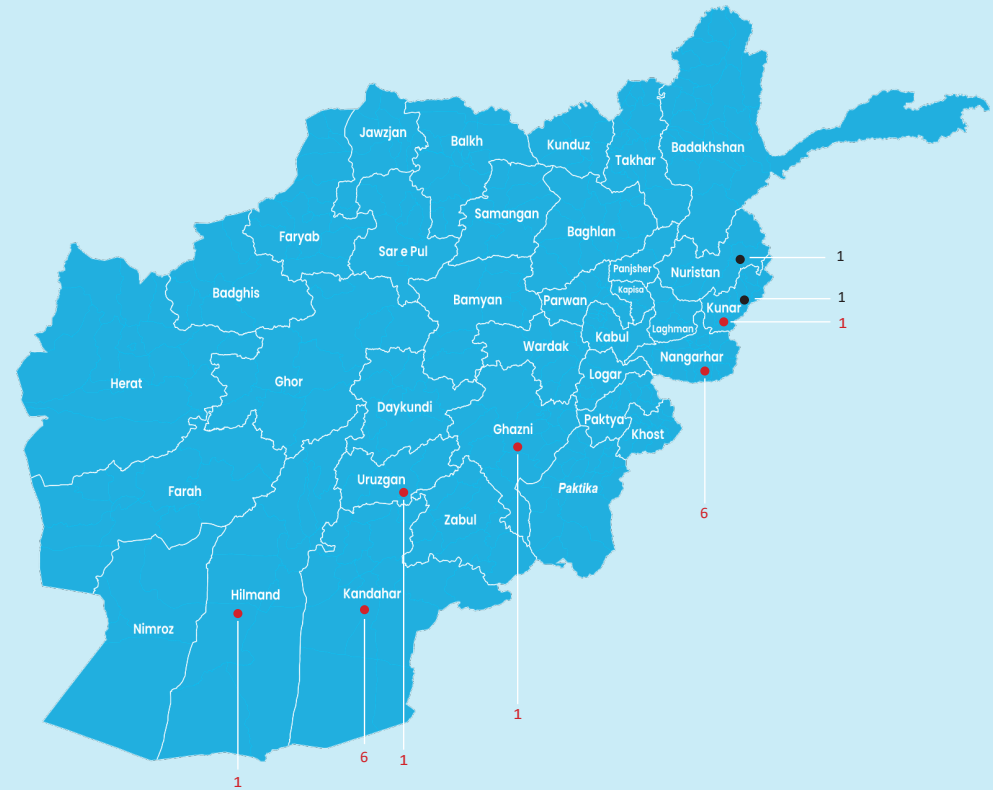 Jawzjan
Balkh
Kunduz
Takhar
Badakhshan
Samangan
Baghlan
Faryab
Sar e Pul
Panjsher
Nuristan
1
Badghis
Bamyan
Parwan
Kapisa
Kunar
1
1
Laghman
Kabul
Wardak
Nangarhar
Herat
Ghor
Logar
Daykundi
Paktya
Khost
Ghazni
Farah
Uruzgan
Paktika
Zabul
6
Hilmand
Kandahar
Nimroz
1
6
1
1